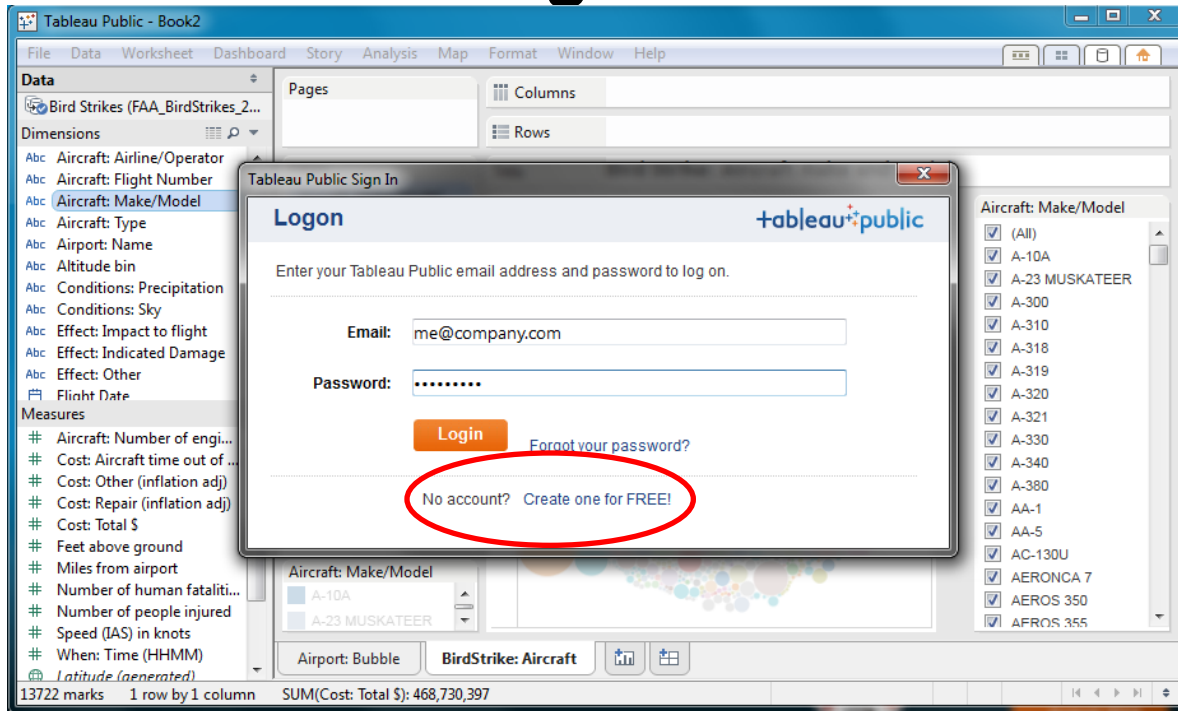 Tableau Public - Book2
File Data Worksheet Dashboard Story Analysis Map Format Window Help
Data
Bird Strikes (FAA_BirdStrikes_2...
Dimensions
Abc Aircraft: Airline/Operator
Abc Aircraft: Flight Number
Abc Aircraft: Make/Model
Abc Aircraft: Type
Abc Airport: Name
Abc Altitude bin
Abc Conditions: Precipitation
Abc Conditions: Sky
Abc Effect: Impact to flight
Abc Effect: Indicated Damage
Abc Effect: Other
Flight Date
Measures
# Aircraft: Number of engi...
# Cost: Aircraft time out of ...
# Cost: Other (inflation adj)
# Cost: Repair (inflation adj)
# Cost: Total $
# Feet above ground
# Miles from airport
# Number of human fataliti...
# Number of people injured
# Speed (IAS) in knots
# When: Time (HHMM)
Latitude (generated)
Pages
Columns
Rows
Tableau Public Sign In
Logon
tableau public
Enter your Tableau Public email address and password to log on.
Email: me@company.com
Password: •••••••••
Login Forgot your password?
No account? Create one for FREE!
Aircraft: Make/Model
A-10A
A-23 MUSKATEER
Aircraft: Make/Model
(All)
A-10A
A-23 MUSKATEER
A-300
A-310
A-318
A-319
A-320
A-321
A-330
A-340
A-380
AA-1
AA-5
AC-130U
AERONCA 7
AEROS 350
AEROS 355
Airport: Bubble BirdStrike: Aircraft
13722 marks 1 row by 1 column SUM(Cost: Total $): 468,730,397